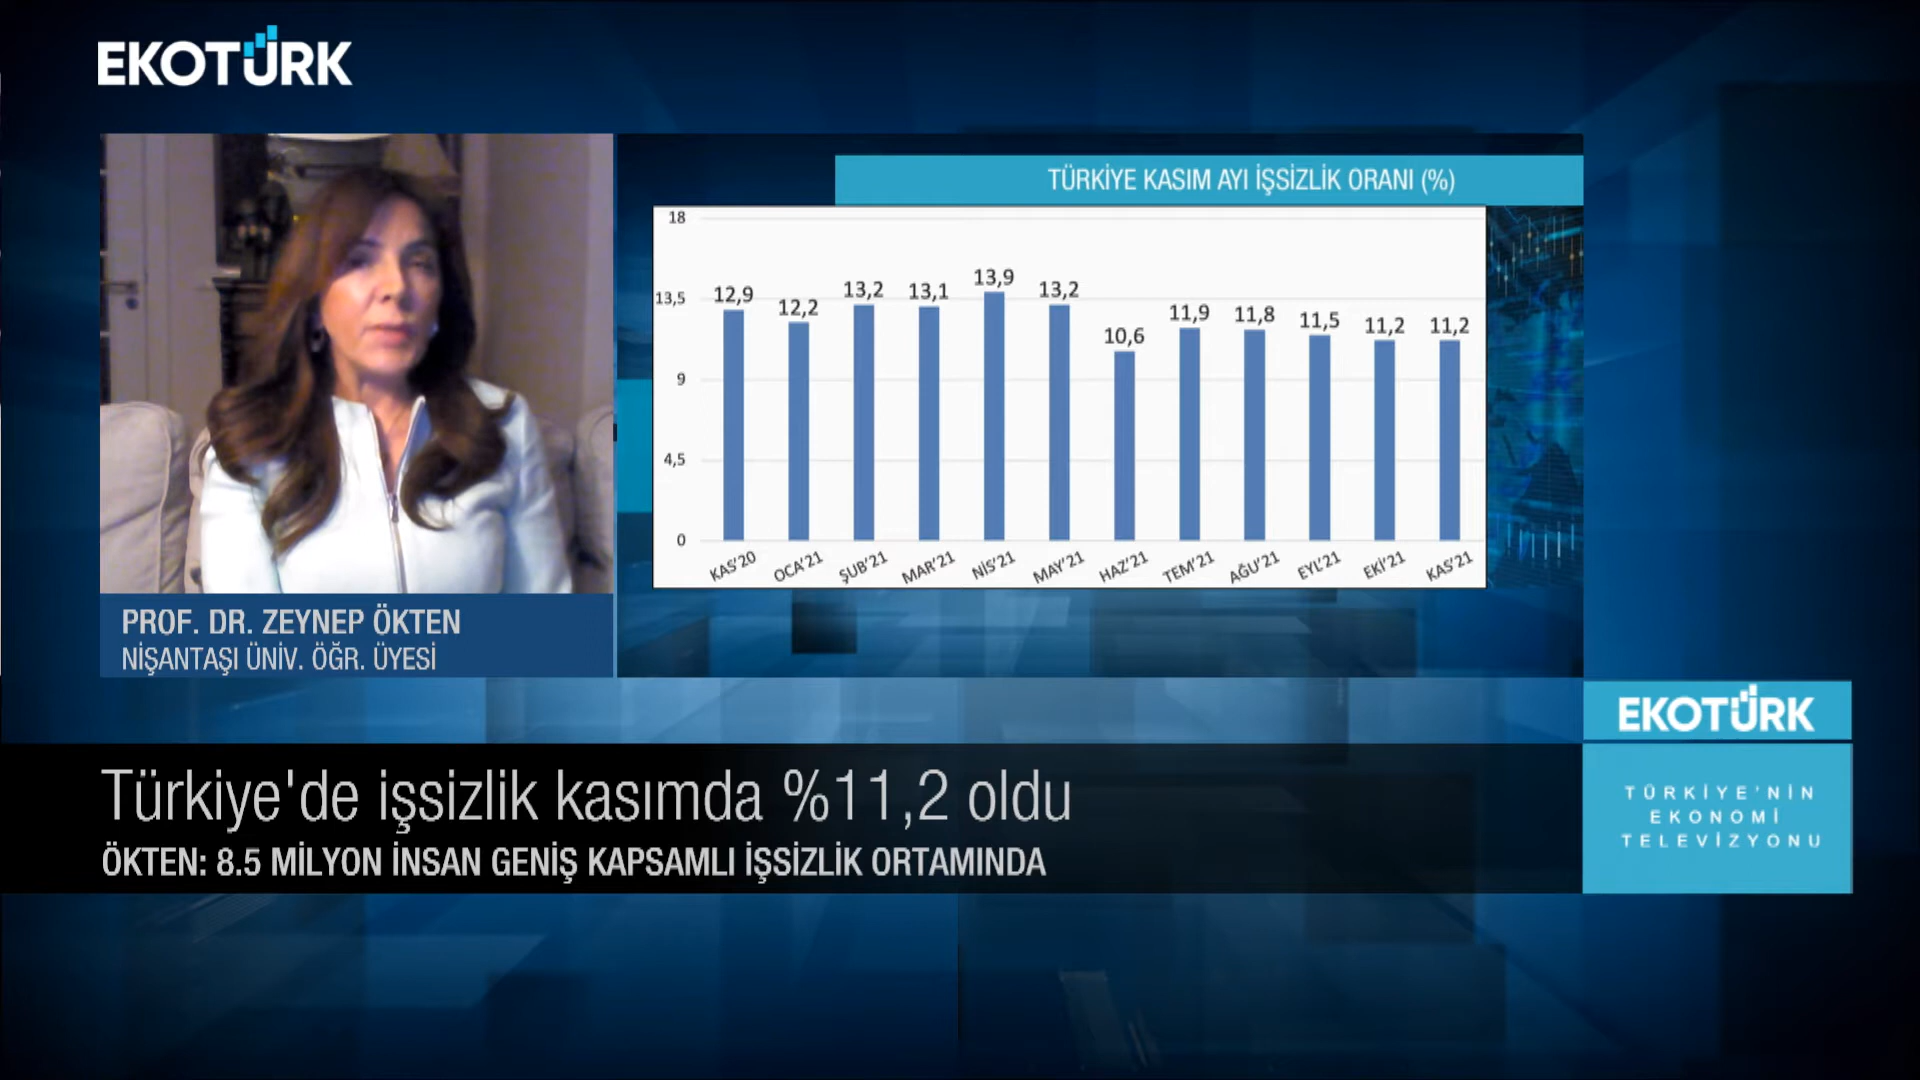 EKOTÜRK
TÜRKİYE KASIM AYI İŞSİZLİK ORANI (%)
18
13,5
9
4,5
0
12,9
12,2
13,2
13,1
13,9
13,2
10,6
11,9
11,8
11,5
11,2
11,2
KAS'20
OCA'21
ŞUB'21
MAR'21
NİS'21
MAY'21
HAZ'21
TEM'21
AĞU'21
EYL'21
EKİ'21
KAS'21
PROF. DR. ZEYNEP ÖKTEN
NİŞANTAŞI ÜNİV. ÖĞR. ÜYESİ
EKOTÜRK
Türkiye'de işsizlik kasımda %11,2 oldu
ÖKTEN: 8.5 MİLYON İNSAN GENİŞ KAPSAMLI İŞSİZLİK ORTAMINDA
TÜRKİYE'NİN
EKONOMİ
TELEVİZYONU